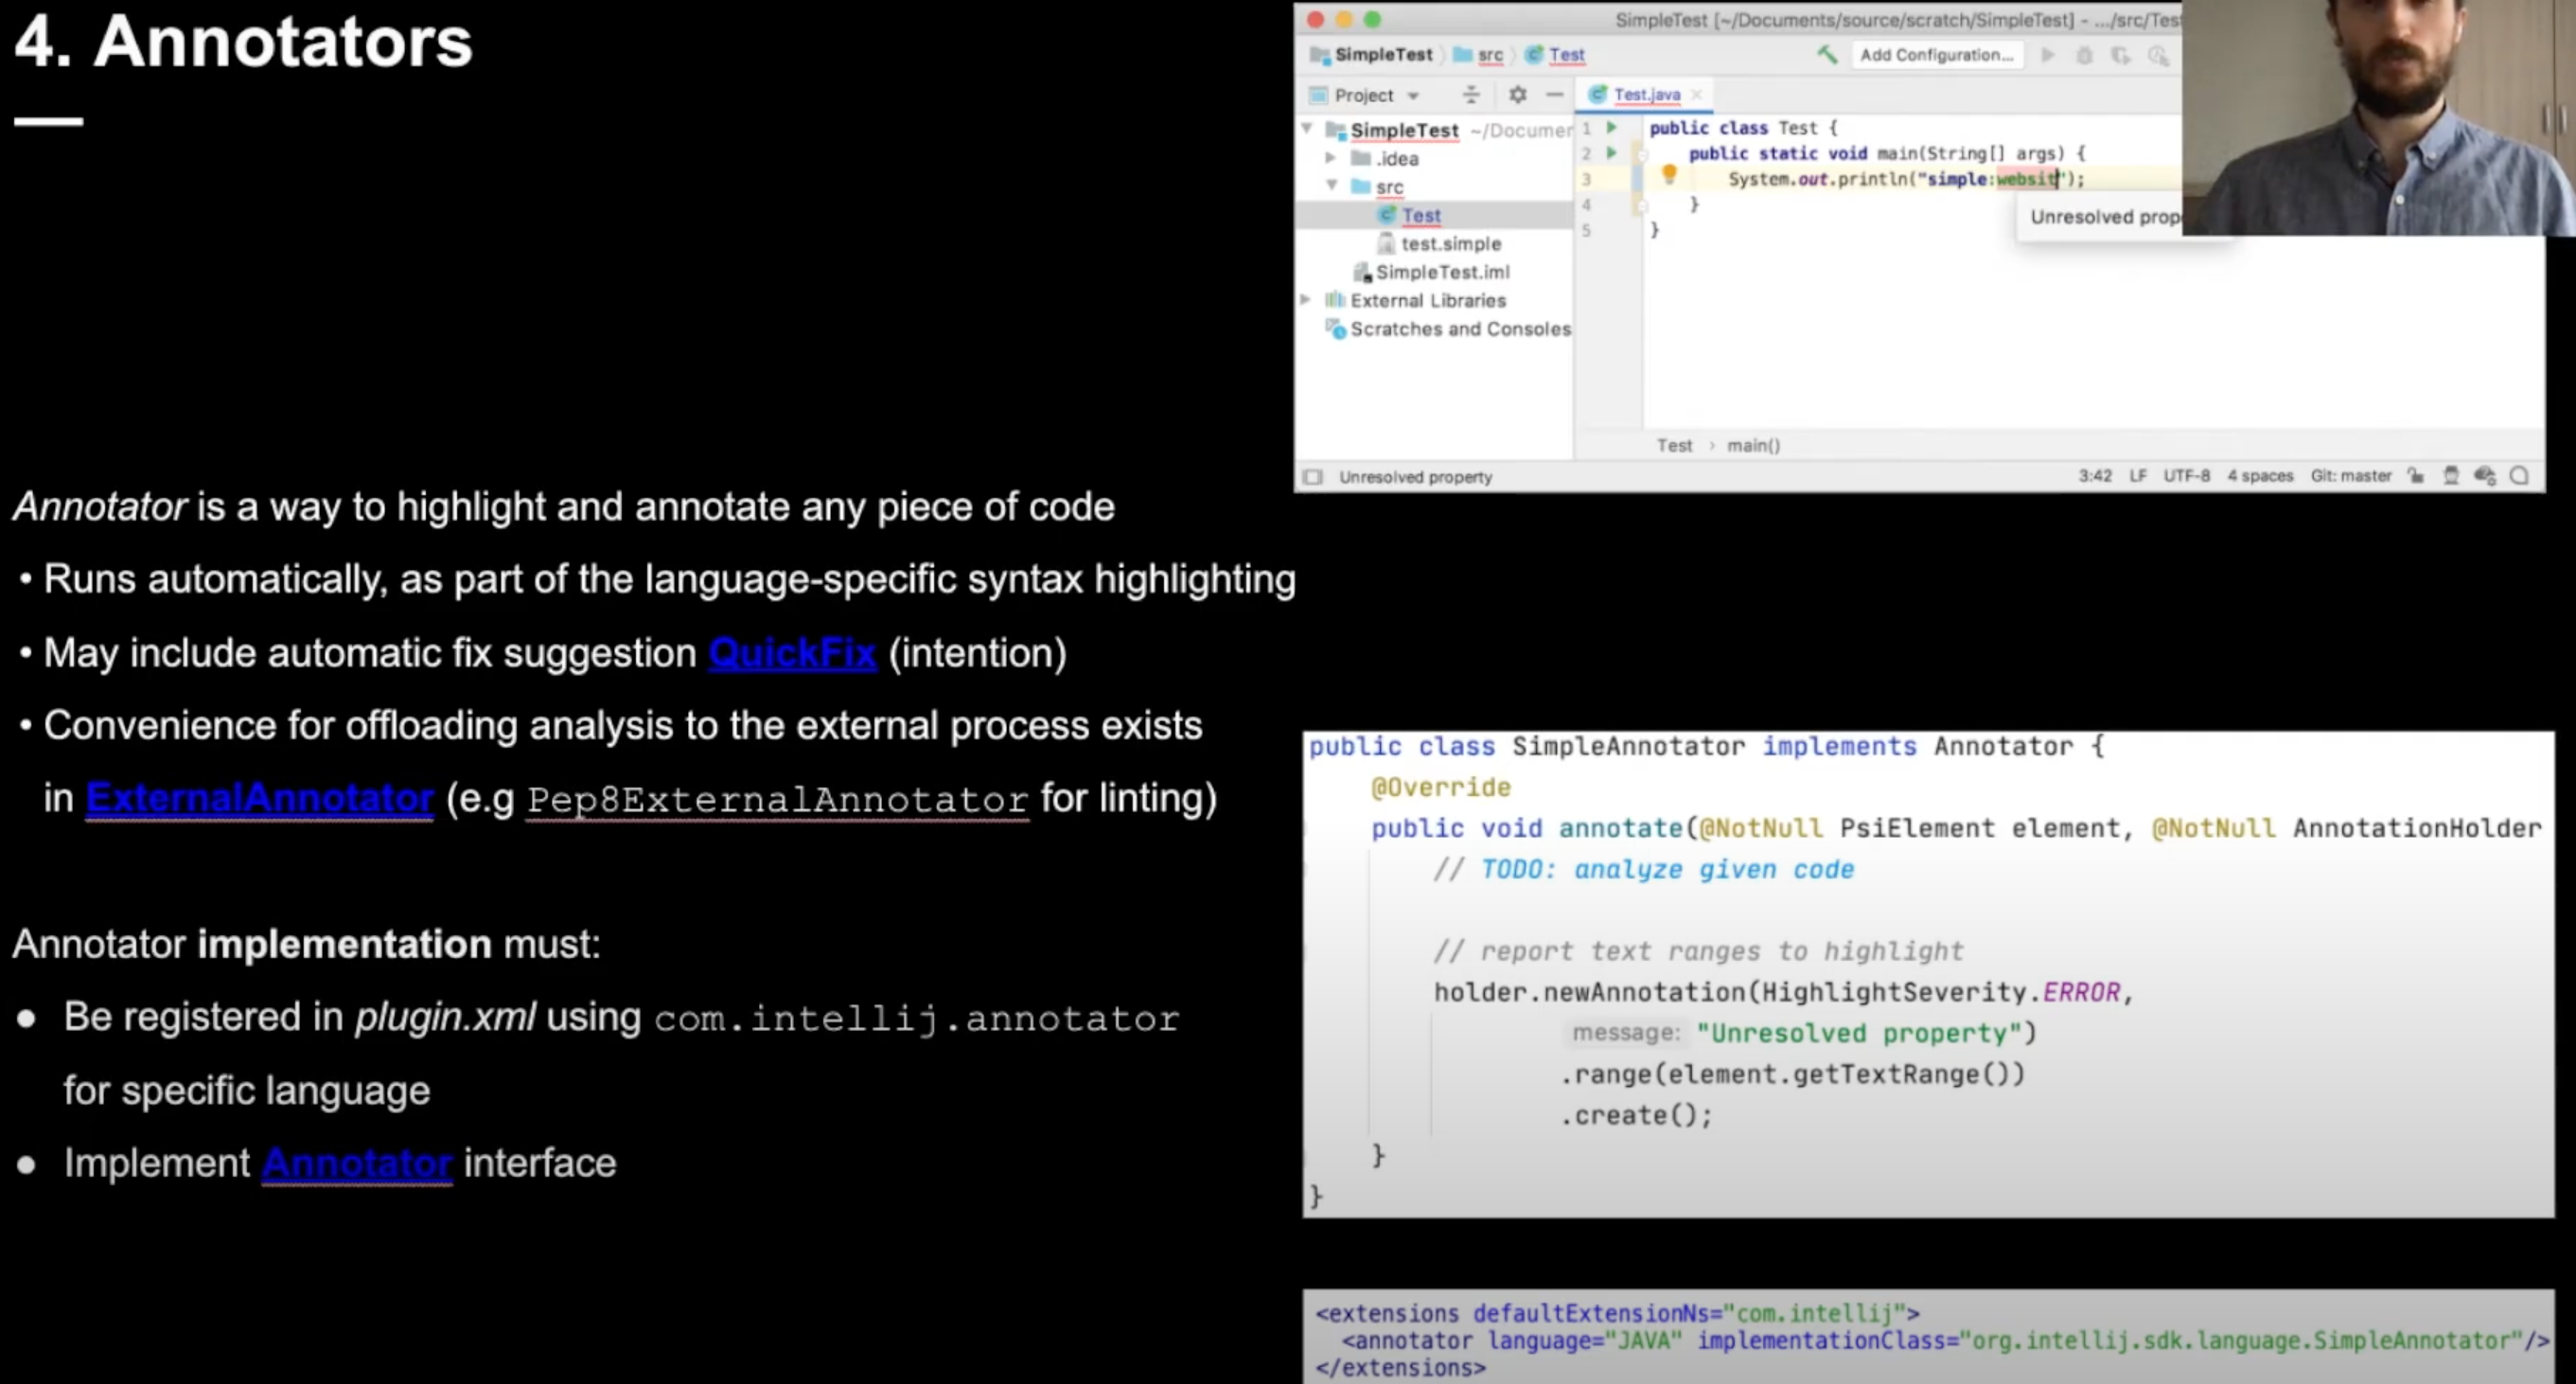 4. Annotators
Annotator is a way to highlight and annotate any piece of code
• Runs automatically, as part of the language-specific syntax highlighting
• May include automatic fix suggestion QuickFix (intention)
• Convenience for offloading analysis to the external process exists
in ExternalAnnotator (e.g Pep8ExternalAnnotator for linting)
Annotator implementation must:
● Be registered in plugin.xml using com.intellij.annotator
for specific language
● Implement Annotator interface
SimpleTest [~/Documents/source/scratch/SimpleTest] - .../src/Test
SimpleTest src Test Add Configuration...
Project Test.java
SimpleTest ~/Documen
.idea
src
Test
test.simple
SimpleTest.iml
External Libraries
Scratches and Consoles
1 public class Test {
2 public static void main(String[] args) {
3 System.out.println("simple:websit");
4 }
5 }
Unresolved prop
Test › main()
Unresolved property 3:42 LF UTF-8 4 spaces Git: master
public class SimpleAnnotator implements Annotator {
@Override
public void annotate(@NotNull PsiElement element, @NotNull AnnotationHolder
// TODO: analyze given code
// report text ranges to highlight
holder.newAnnotation(HighlightSeverity.ERROR,
message: "Unresolved property")
.range(element.getTextRange())
.create();
}
}
<extensions defaultExtensionNs="com.intellij">
<annotator language="JAVA" implementationClass="org.intellij.sdk.language.SimpleAnnotator"/>
</extensions>